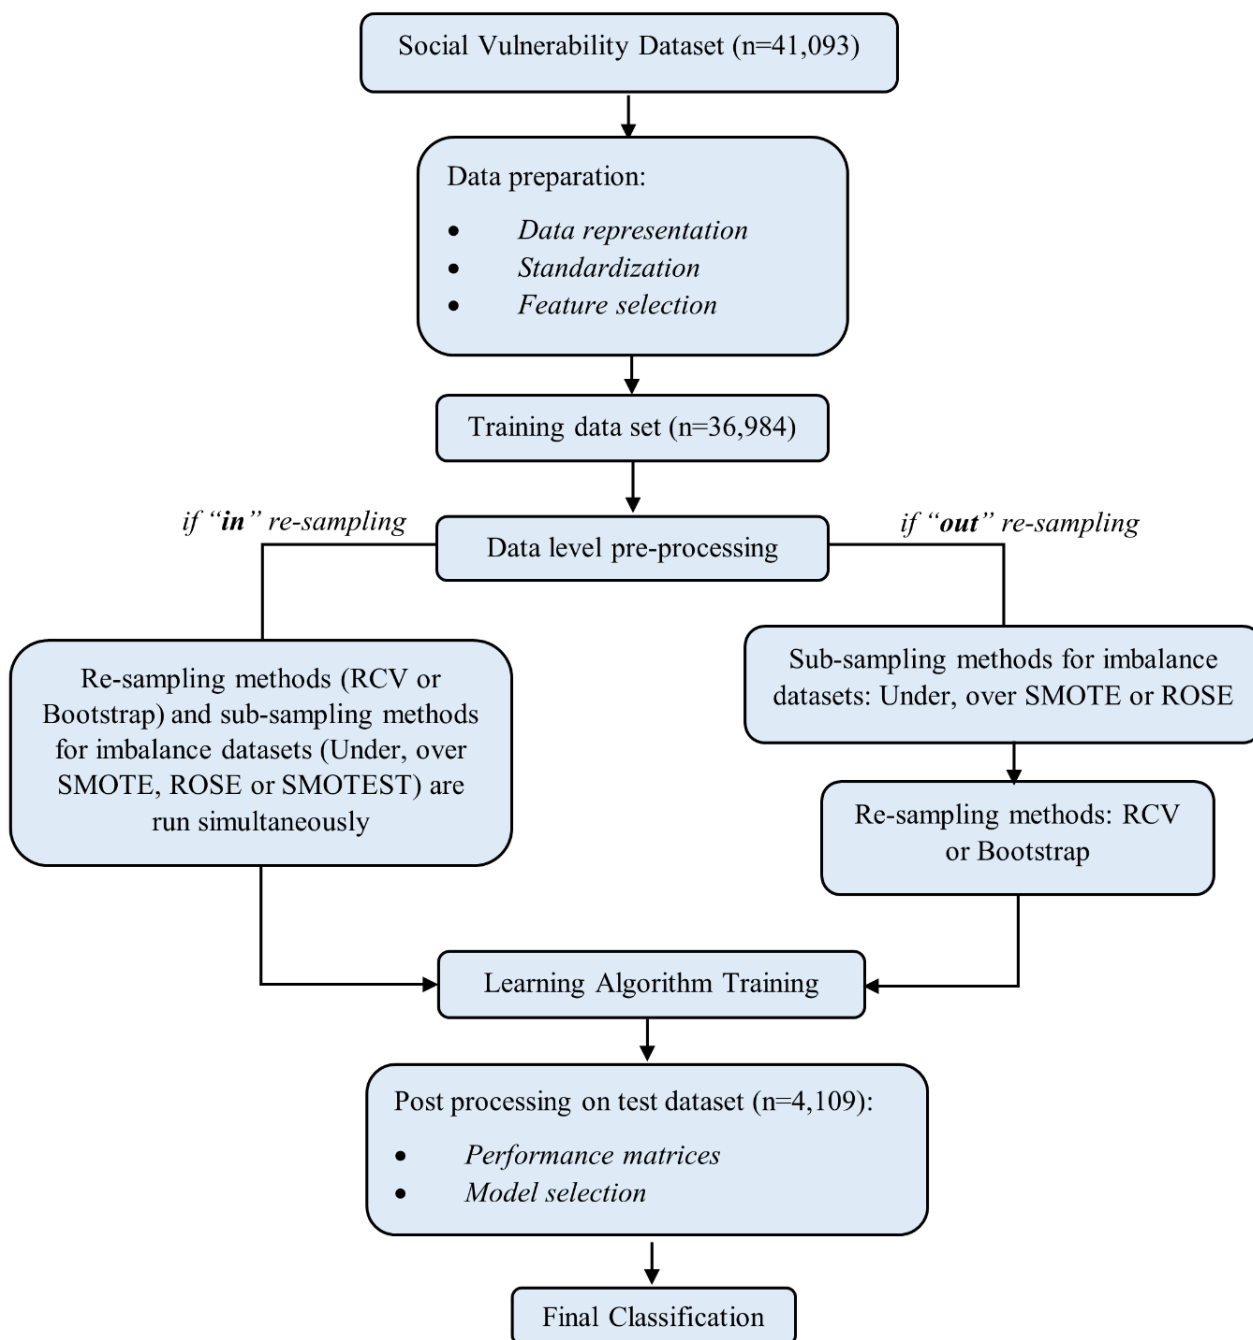 Social Vulnerability Dataset (n=41,093)
Data preparation:
• Data representation
• Standardization
• Feature selection
Training data set (n=36,984)
if “in” re-sampling
if “out” re-sampling
Data level pre-processing
Re-sampling methods (RCV or
Bootstrap) and sub-sampling methods
for imbalance datasets (Under, over
SMOTE, ROSE or SMOTEST) are
run simultaneously
Sub-sampling methods for imbalance
datasets: Under, over SMOTE or ROSE
Re-sampling methods: RCV
or Bootstrap
Learning Algorithm Training
Post processing on test dataset (n=4,109):
• Performance matrices
• Model selection
Final Classification